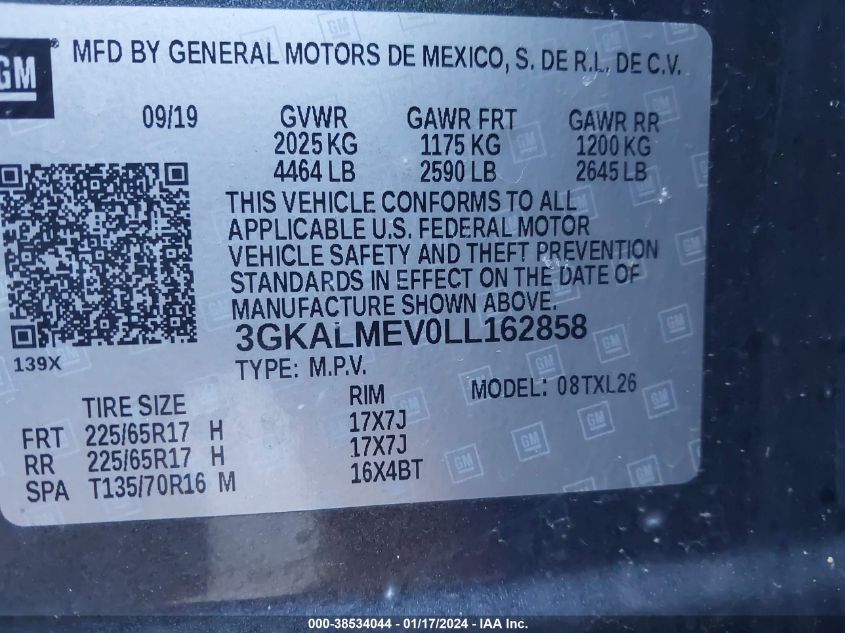 GM ® MFD BY GENERAL MOTORS DE MEXICO, S. DE R.L. DE C.V.
09/19 GVWR GAWR FRT GAWR RR
2025 KG 1175 KG 1200 KG
4464 LB 2590 LB 2645 LB
THIS VEHICLE CONFORMS TO ALL
APPLICABLE U.S. FEDERAL MOTOR
VEHICLE SAFETY AND THEFT PREVENTION
STANDARDS IN EFFECT ON THE DATE OF
MANUFACTURE SHOWN ABOVE.
3GKALMEV0LL162858
139X TYPE: M.P.V. MODEL: 08TXL26
TIRE SIZE RIM
FRT 225/65R17 H 17X7J
RR 225/65R17 H 17X7J
SPA T135/70R16 M 16X4BT
000-38534044 - 01/17/2024 - IAA Inc.